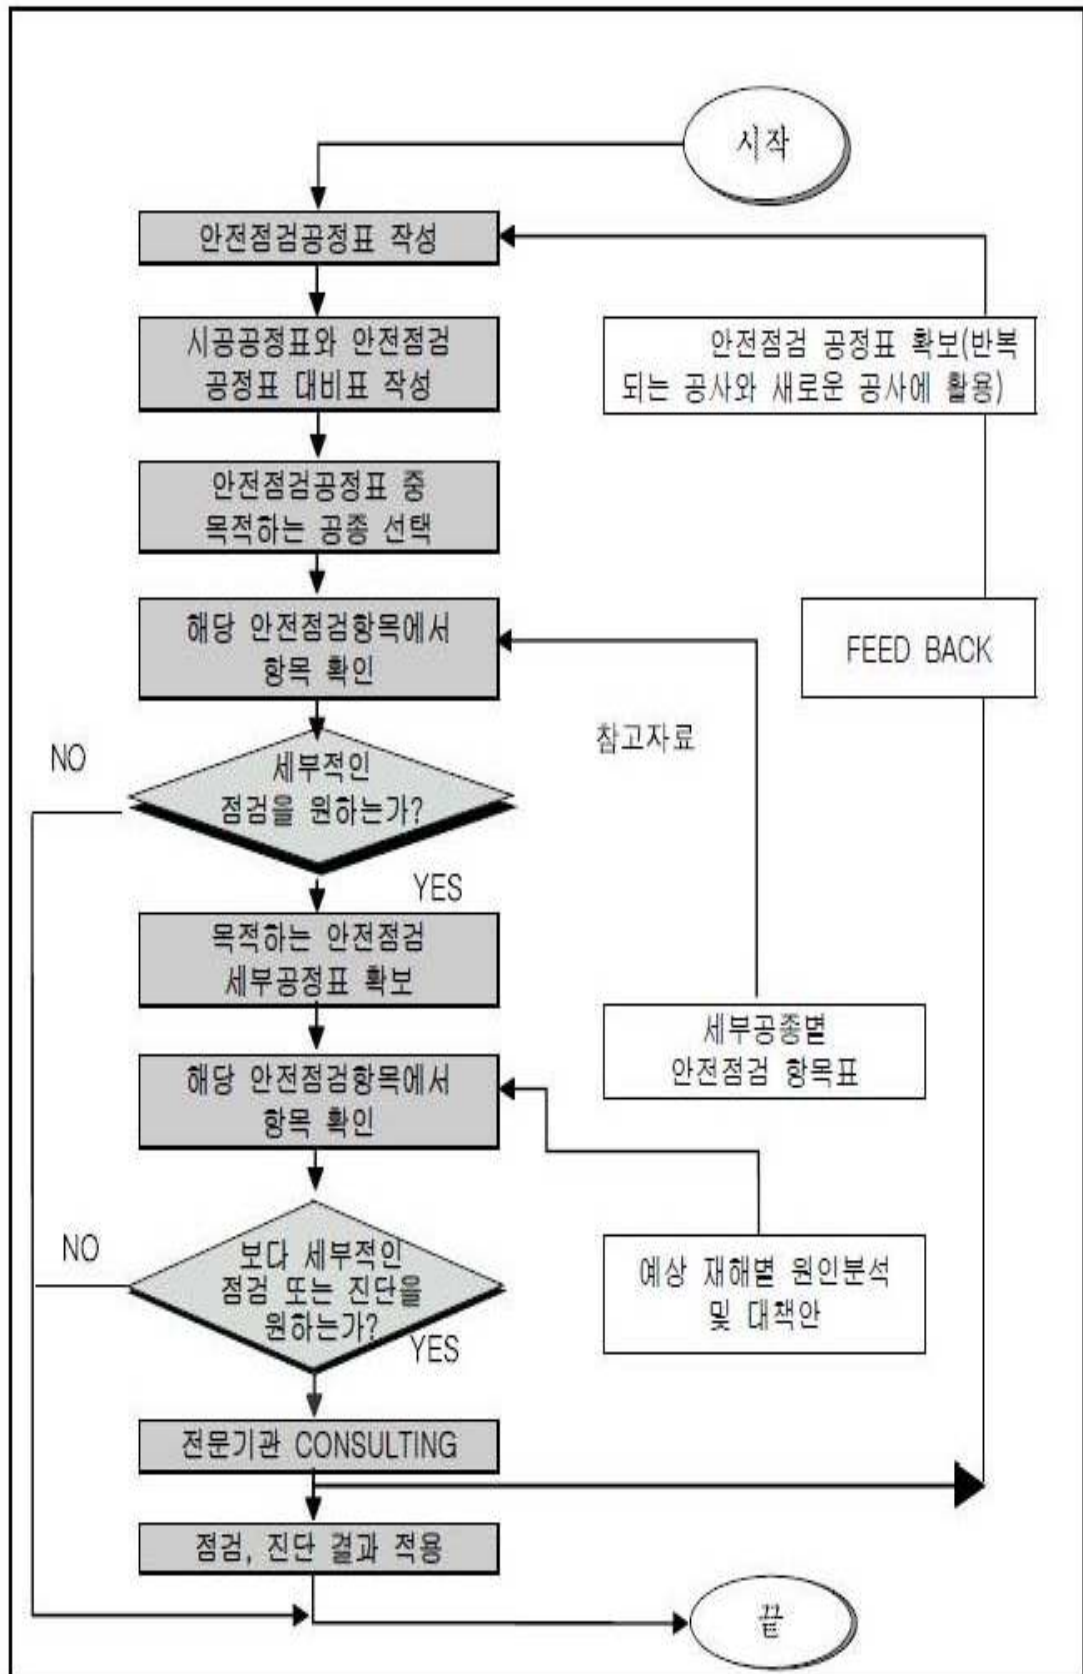 시작
안전점검공정표 작성
시공공정표와 안전점검
공정표 대비표 작성
안전점검 공정표 확보(반복
되는 공사와 새로운 공사에 활용)
안전점검공정표 중
목적하는 공종 선택
해당 안전점검항목에서
항목 확인
FEED BACK
참고자료
NO
세부적인
점검을 원하는가?
YES
목적하는 안전점검
세부공정표 확보
세부공종별
안전점검 항목표
해당 안전점검항목에서
항목 확인
NO
보다 세부적인
점검 또는 진단을
원하는가?
YES
예상 재해별 원인분석
및 대책안
전문기관 CONSULTING
점검, 진단 결과 적용
끝